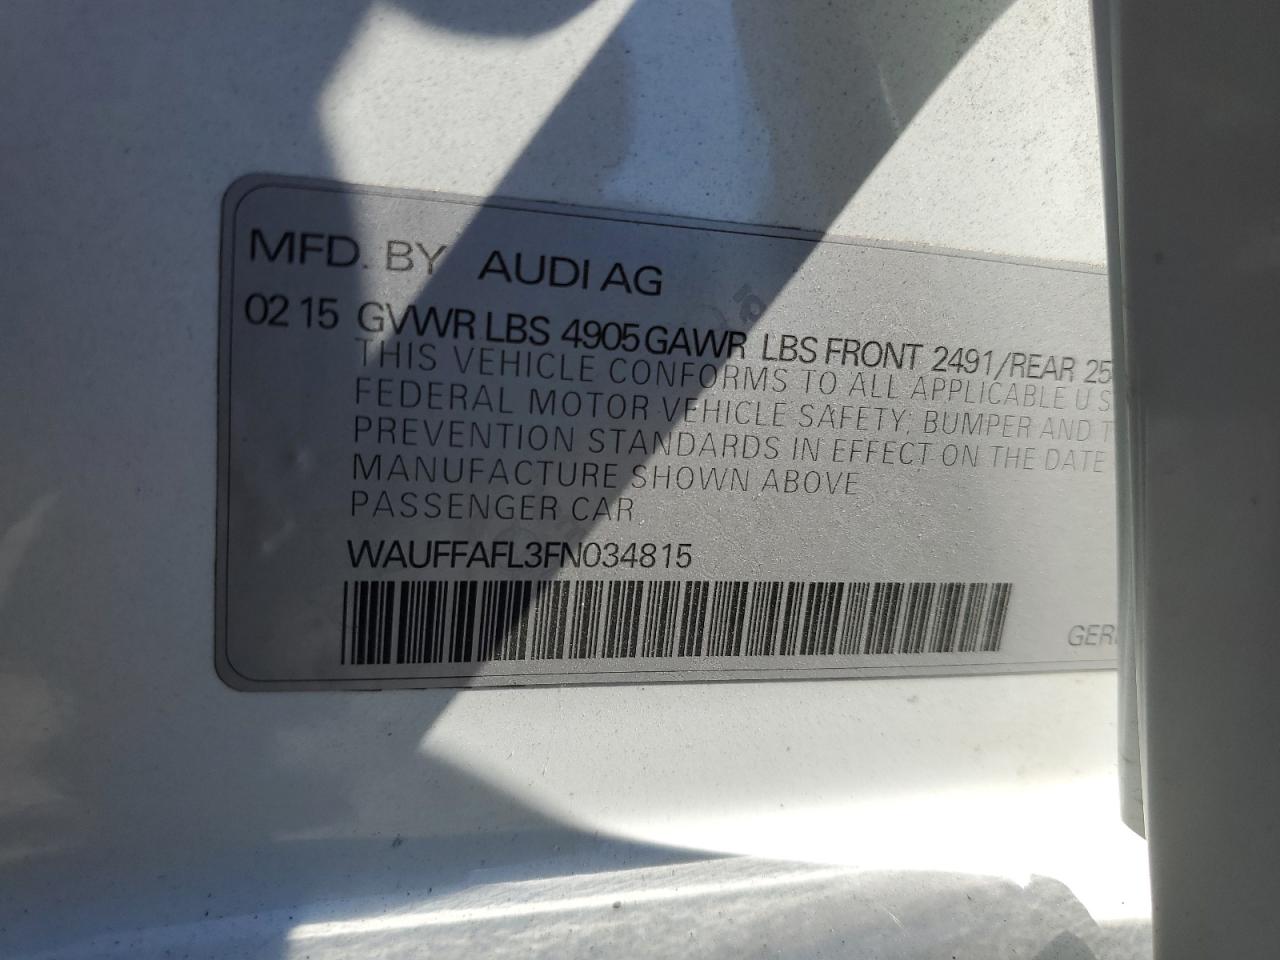 MFD. BY AUDI AG
02 15 GVWR LBS 4905 GAWR LBS FRONT 2491/REAR 25
THIS VEHICLE CONFORMS TO ALL APPLICABLE U S
FEDERAL MOTOR VEHICLE SAFETY, BUMPER AND T
PREVENTION STANDARDS IN EFFECT ON THE DATE
MANUFACTURE SHOWN ABOVE
PASSENGER CAR
WAUFFAFL3FN034815
GER